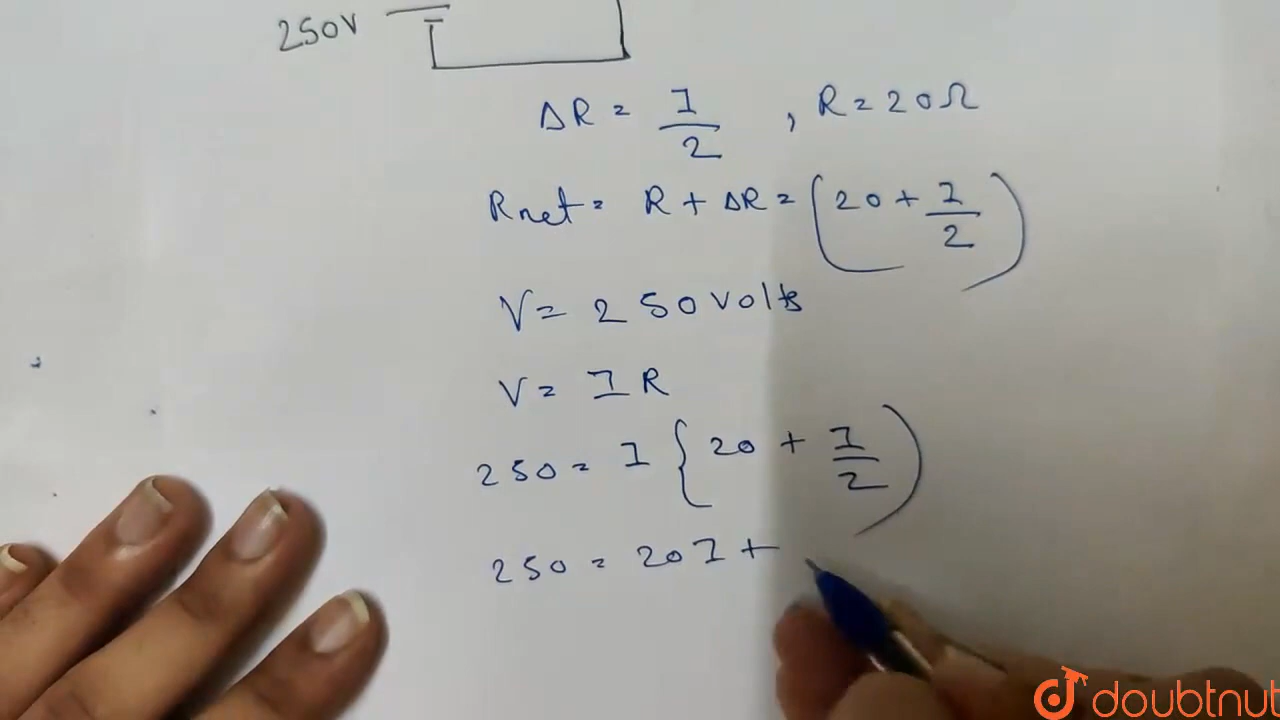 250V
ΔR = I/2 , R = 20Ω
Rnet = R + ΔR = (20 + I/2)
V = 250 volts
V = IR
250 = I {20 + I/2)
250 = 20I +
doubtnut